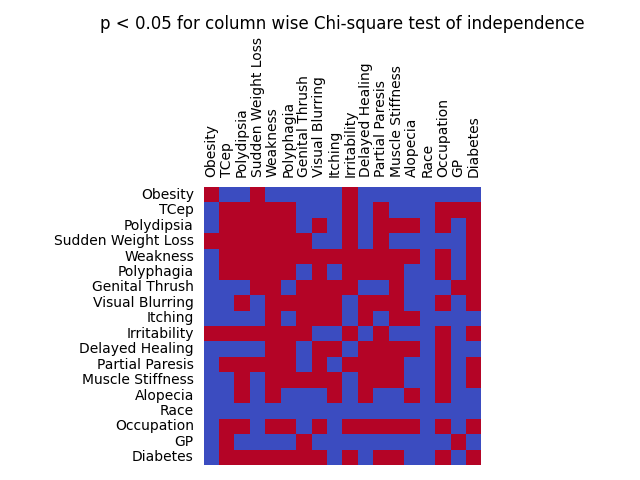 p < 0.05 for column wise Chi-square test of independence
Obesity
TCep
Polydipsia
Sudden Weight Loss
Weakness
Polyphagia
Genital Thrush
Visual Blurring
Itching
Irritability
Delayed Healing
Partial Paresis
Muscle Stiffness
Alopecia
Race
Occupation
GP
Diabetes
Obesity
TCep
Polydipsia
Sudden Weight Loss
Weakness
Polyphagia
Genital Thrush
Visual Blurring
Itching
Irritability
Delayed Healing
Partial Paresis
Muscle Stiffness
Alopecia
Race
Occupation
GP
Diabetes